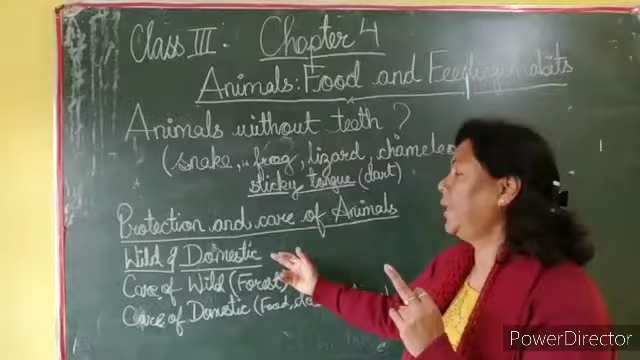 Class III : Chapter 4
Animals: Food and Feeding habits
Animals without teeth ?
(snake, frog, lizard, chameleo
sticky tongue (dart)
Protection and care of Animals
Wild & Domestic
Care of Wild (Forest)
Care of Domestic (Food,
PowerDirector